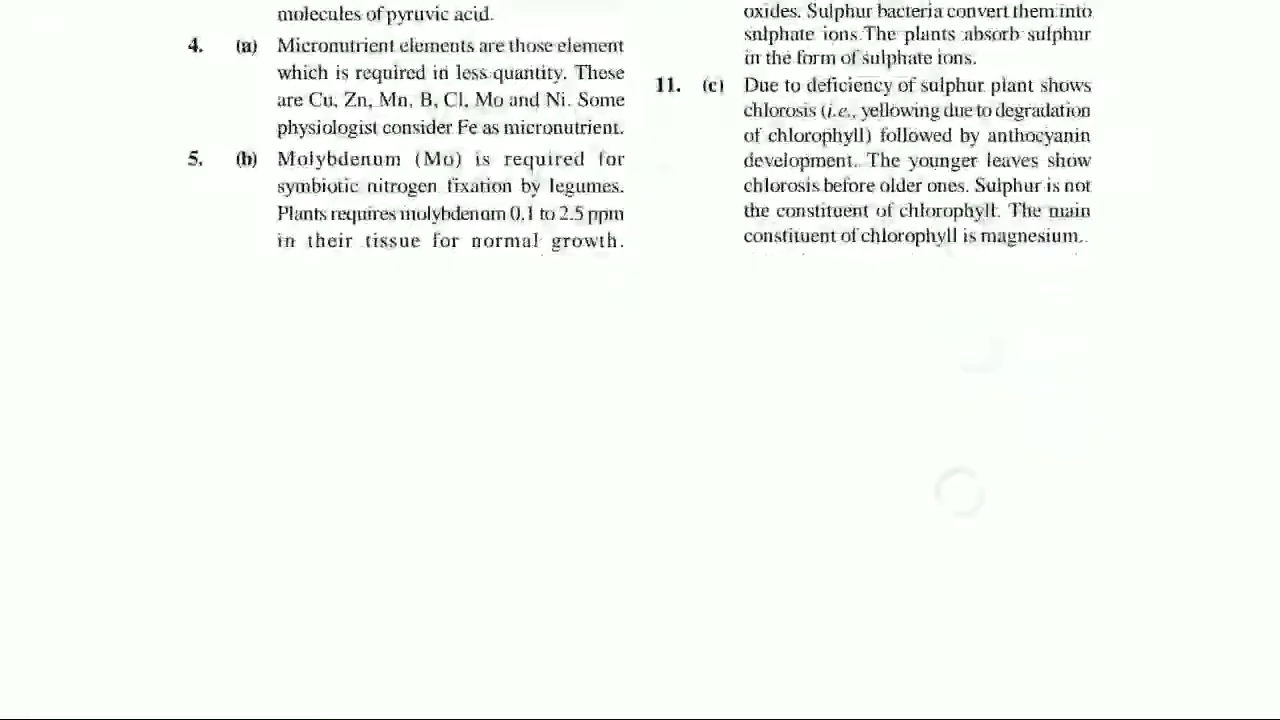 molecules of pyruvic acid.
4. (a) Micronutrient elements are those element
which is required in less quantity. These
are Cu, Zn, Mn, B, Cl, Mo and Ni. Some
physiologist consider Fe as micronutrient.
5. (b) Molybdenum (Mo) is required for
symbiotic nitrogen fixation by legumes.
Plants requires molybdenum 0.1 to 2.5 ppm
in their tissue for normal growth.
oxides. Sulphur bacteria convert them into
sulphate ions.The plants absorb sulphur
in the form of sulphate ions.
11. (c) Due to deficiency of sulphur plant shows
chlorosis (i.e., yellowing due to degradation
of chlorophyll) followed by anthocyanin
development. The younger leaves show
chlorosis before older ones. Sulphur is not
the constituent of chlorophyll. The main
constituent of chlorophyll is magnesium.